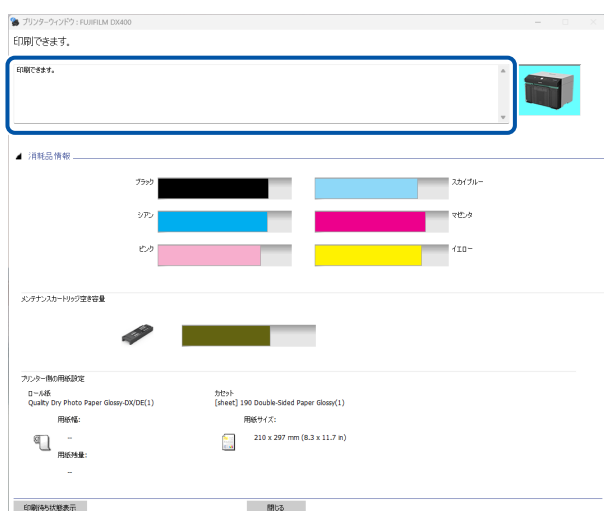 プリンターウィンドウ : FUJIFILM DX400
印刷できます。
印刷できます。
消耗品情報
ブラック
スカイブルー
シアン
マゼンタ
ピンク
イエロー
メンテナンスカートリッジ空き容量
プリンター側の用紙設定
ロール紙
Quality Dry Photo Paper Glossy-DX/DE(1)
用紙幅:
--
用紙残量:
--
カセット
[sheet] 190 Double-Sided Paper Glossy(1)
用紙サイズ:
210 x 297 mm (8.3 x 11.7 in)
印刷待ち状態表示
閉じる